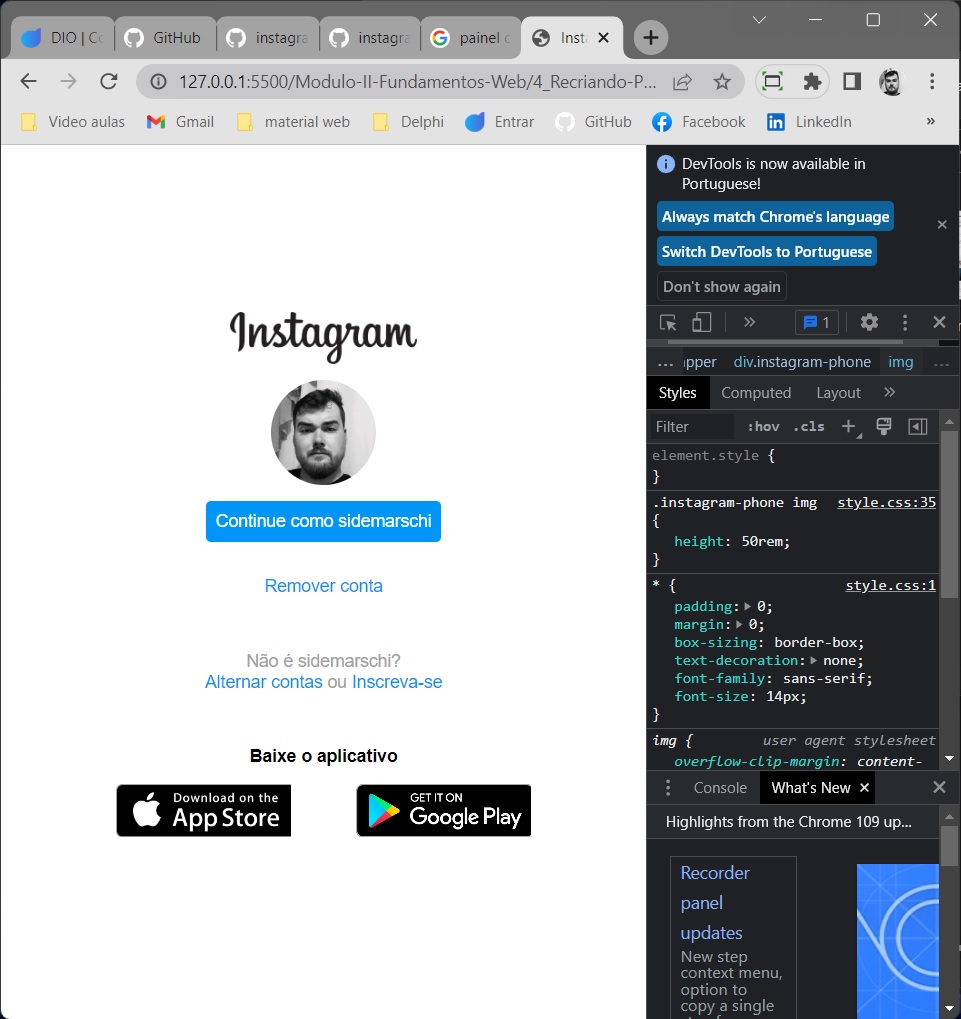 DIO | Co
GitHub
instagra
instagra
painel c
Inst
127.0.0.1:5500/Modulo-II-Fundamentos-Web/4_Recriando-P...
Video aulas
Gmail
material web
Delphi
Entrar
GitHub
Facebook
LinkedIn
»
Instagram
Continue como sidemarschi
Remover conta
Não é sidemarschi?
Alternar contas ou Inscreva-se
Baixe o aplicativo
Download on the
App Store
GET IT ON
Google Play
DevTools is now available in
Portuguese!
Always match Chrome's language
Switch DevTools to Portuguese
Don't show again
» 1
... apper div.instagram-phone img ...
Styles Computed Layout »
Filter :hov .cls
element.style {
}
.instagram-phone img style.css:35
{
height: 50rem;
}
* { style.css:1
padding: 0;
margin: 0;
box-sizing: border-box;
text-decoration: none;
font-family: sans-serif;
font-size: 14px;
}
img { user agent stylesheet
overflow-clip-margin: content-
Console What's New
Highlights from the Chrome 109 up...
Recorder
panel
updates
New step
context menu,
option to
copy a single